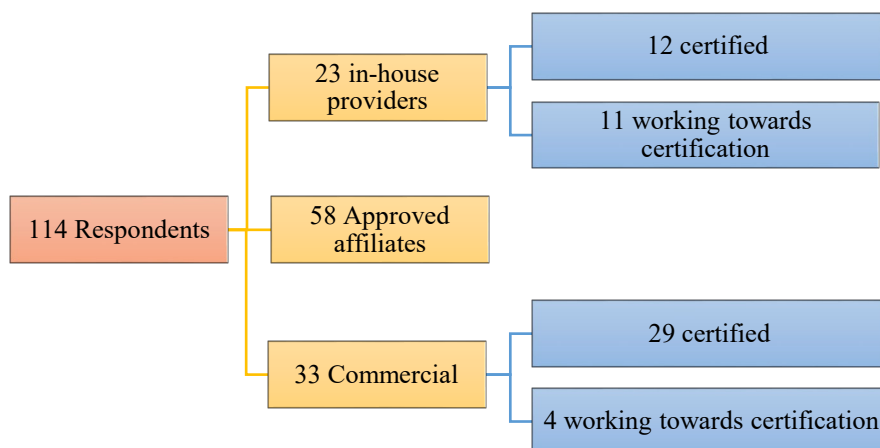 114 Respondents
23 in-house
providers
12 certified
11 working towards
certification
58 Approved
affiliates
33 Commercial
29 certified
4 working towards certification